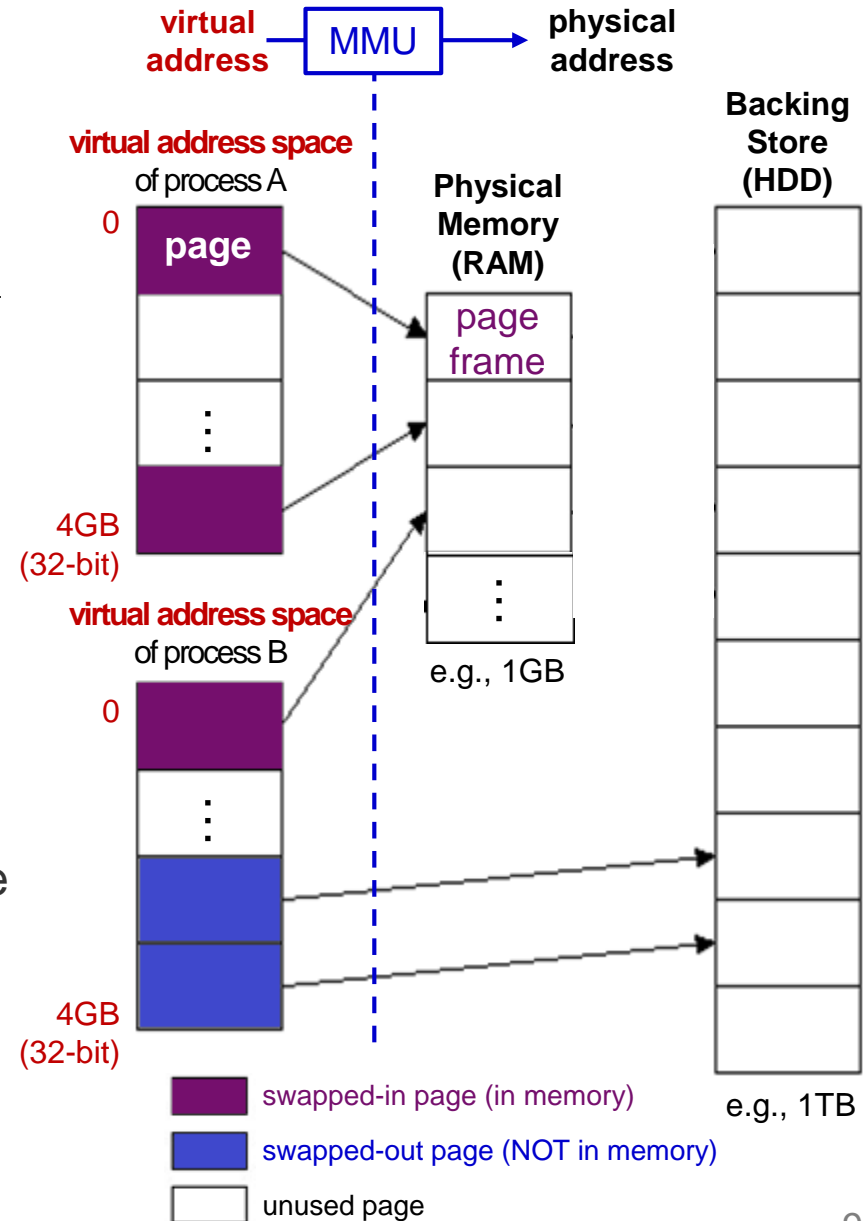 virtual
address
MMU
physical
address
virtual address space
of process A
0
page
⋮
4GB
(32-bit)
Physical
Memory
(RAM)
page
frame
⋮
e.g., 1GB
Backing
Store
(HDD)
e.g., 1TB
virtual address space
of process B
0
⋮
e
4GB
(32-bit)
swapped-in page (in memory)
swapped-out page (NOT in memory)
unused page